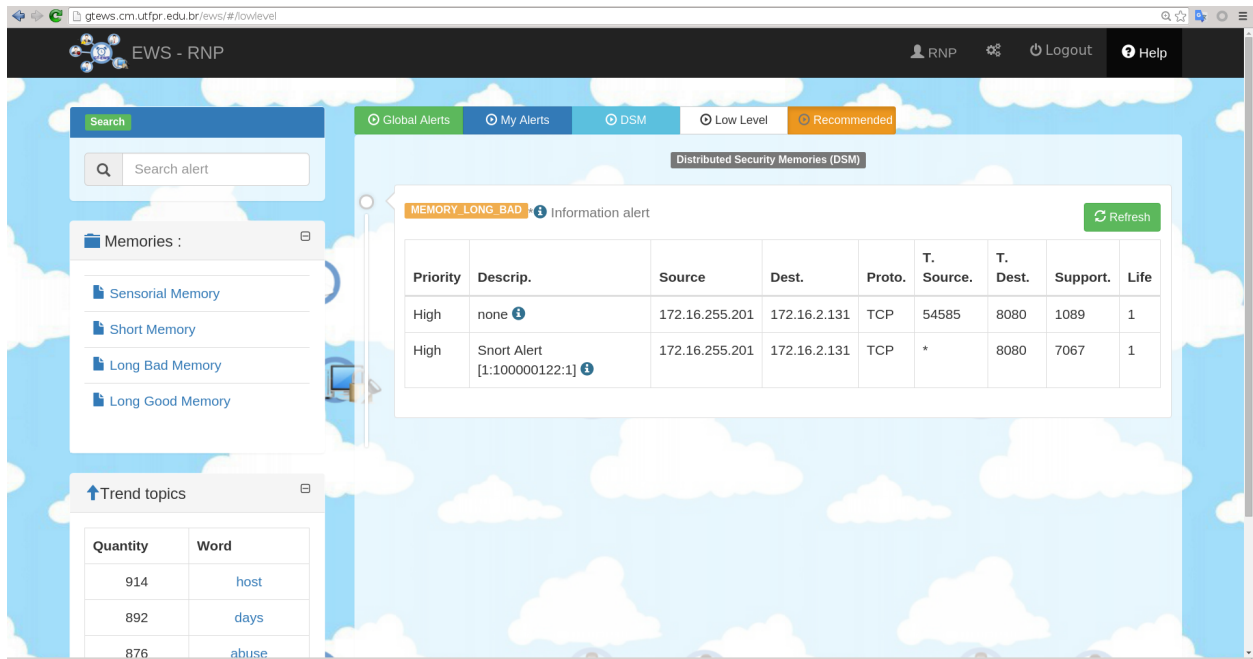 gtews.cm.utfpr.edu.br/ews/#/lowlevel
EWS - RNP
RNP
Logout
Help
Search
Search alert
Memories :
Sensorial Memory
Short Memory
Long Bad Memory
Long Good Memory
Trend topics
Quantity Word
914 host
892 days
876 abuse
Global Alerts My Alerts DSM Low Level Recommended
Distributed Security Memories (DSM)
MEMORY_LONG_BAD * Information alert
Refresh
Priority Descrip. Source Dest. Proto. T. Source. T. Dest. Support. Life
High none 172.16.255.201 172.16.2.131 TCP 54585 8080 1089 1
High Snort Alert [1:100000122:1] 172.16.255.201 172.16.2.131 TCP * 8080 7067 1